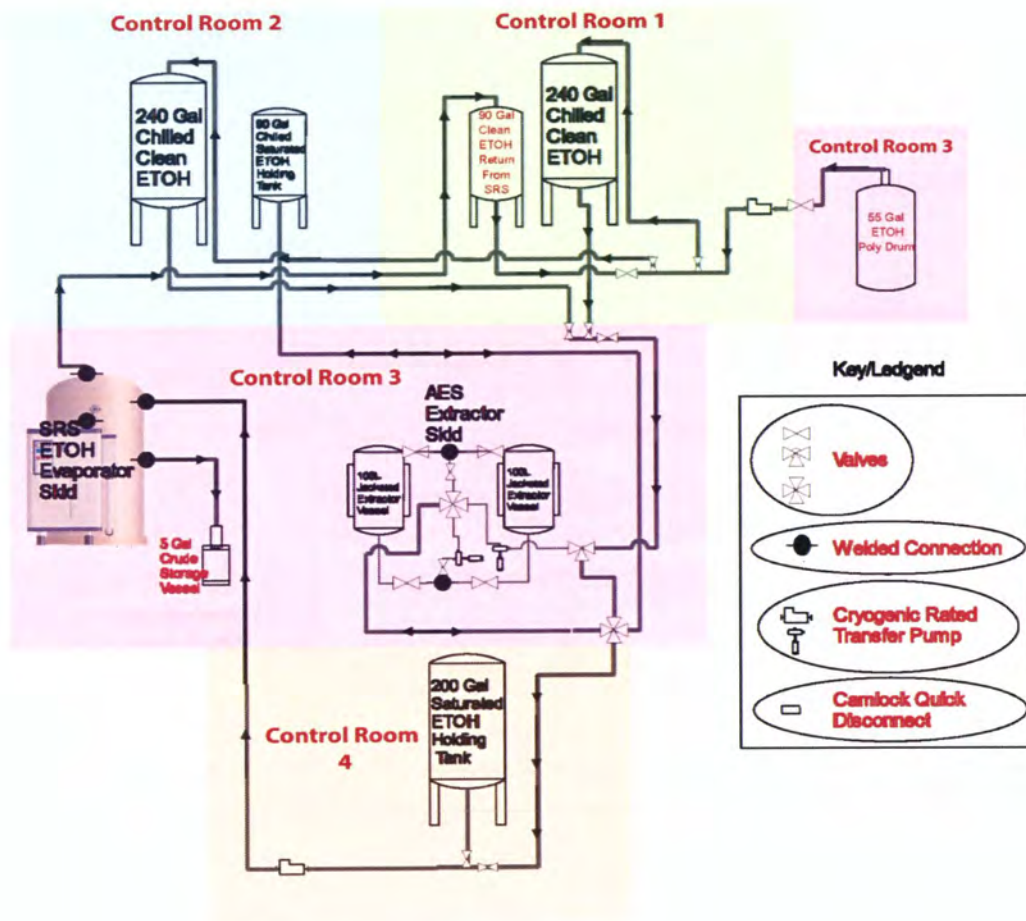 Control Room 2
Control Room 1
240 Gal
Chilled
Clean
ETOH
90 Gal
Chilled
Saturated
ETOH
Holding
Tank
90 Gal
Clean
ETOH
Return
From
SRS
240 Gal
Chilled
Clean
ETOH
Control Room 3
55 Gal
ETOH
Poly Drum
Control Room 3
SRS
ETOH
Evaporator
Skid
5 Gal
Crude
Storage
Vessel
AES
Extractor
Skid
100L
Jacketed
Extractor
Vessel
100L
Jacketed
Extractor
Vessel
Control Room
4
200 Gal
Saturated
ETOH
Holding
Tank
Key/Ledgend
Valves
Welded Connection
Cryogenic Rated
Transfer Pump
Camlock Quick
Disconnect